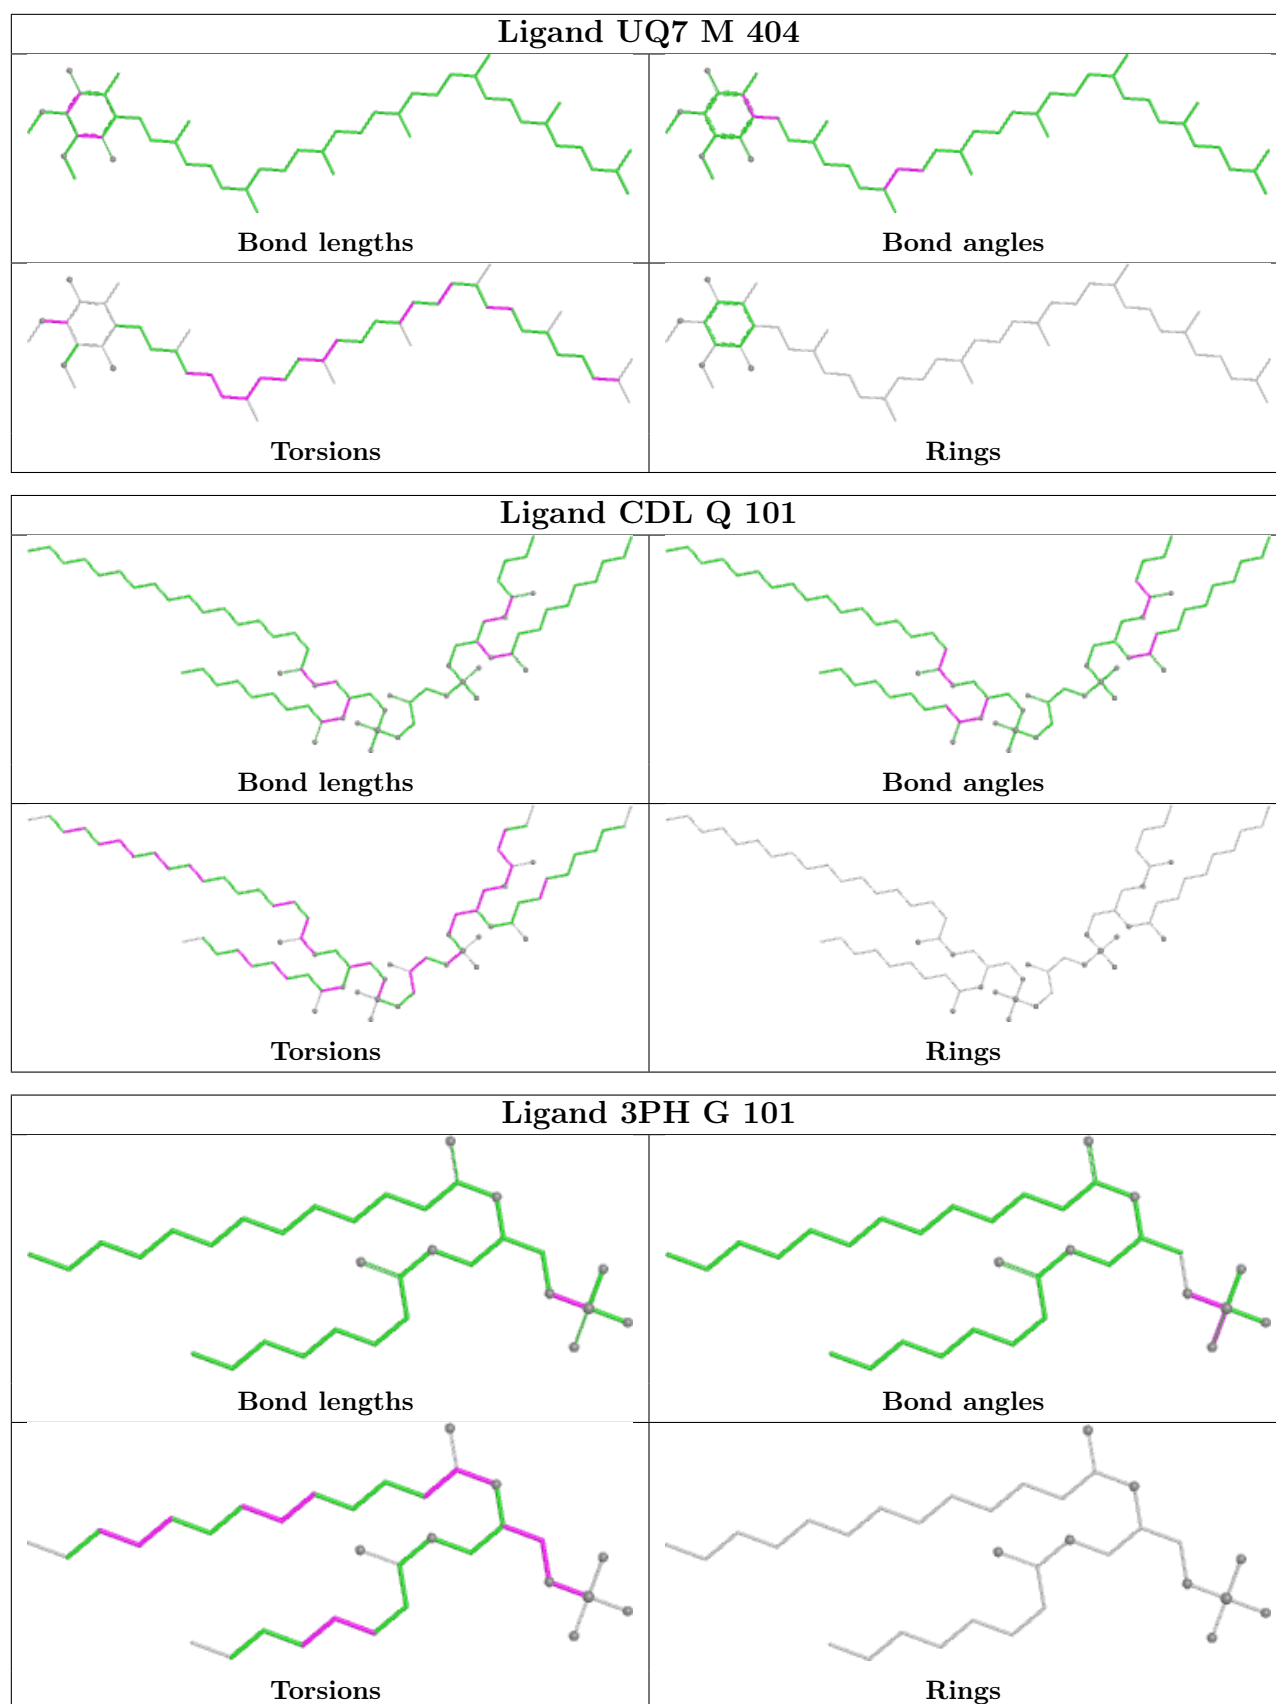 Ligand UQ7 M 404
Bond lengths
Bond angles
Torsions
Rings
Ligand CDL Q 101
Bond lengths
Bond angles
Torsions
Rings
Ligand 3PH G 101
Bond lengths
Bond angles
Torsions
Rings